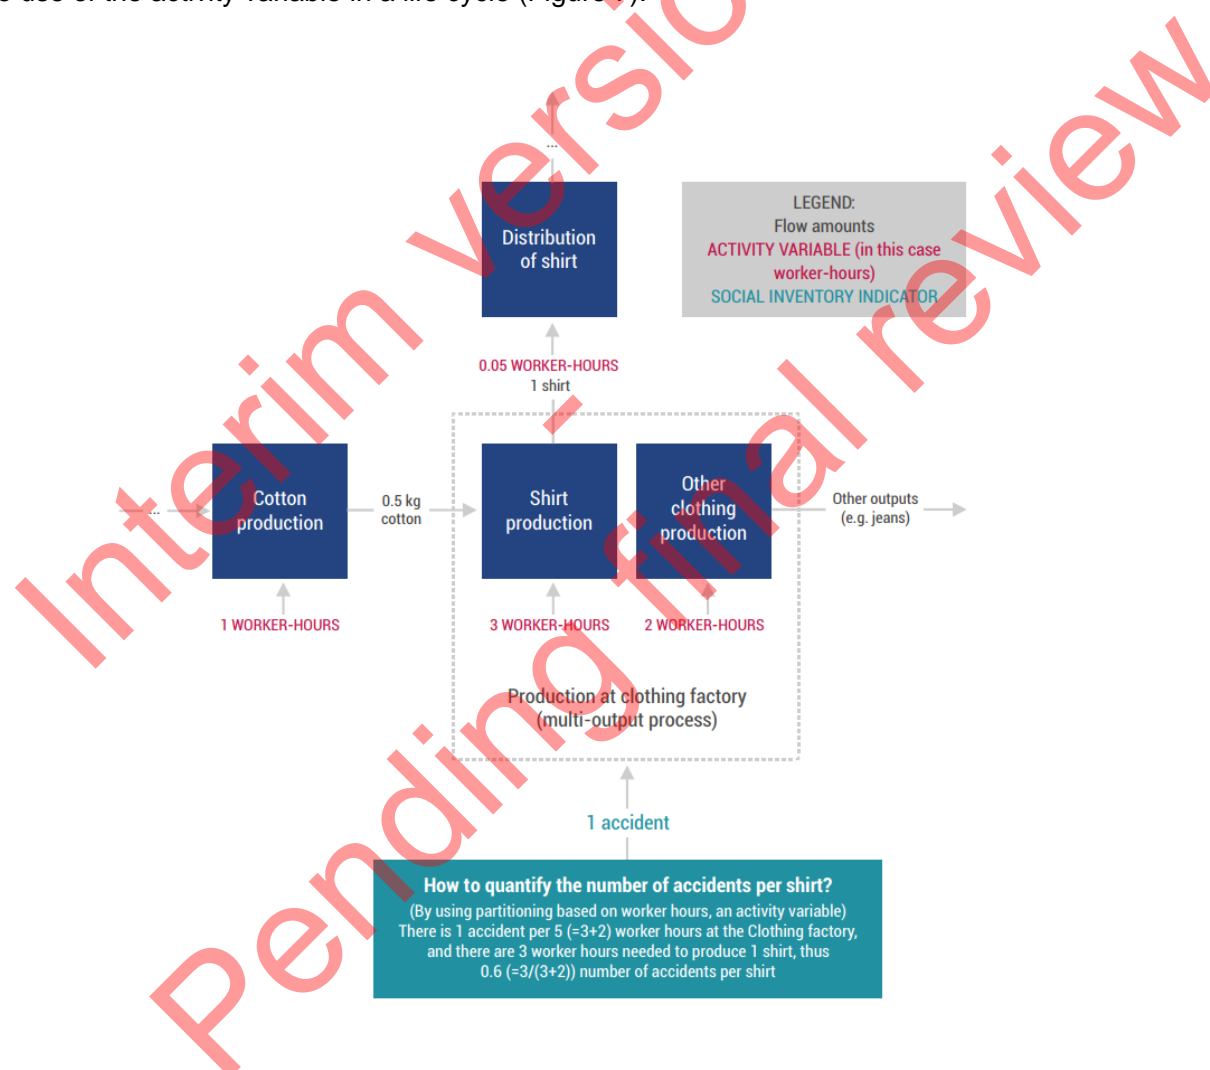 use of the activity variable in a life cycle (Figure
...
Distribution
of shirt
LEGEND:
Flow amounts
ACTIVITY VARIABLE (in this case
worker-hours)
SOCIAL INVENTORY INDICATOR
0.05 WORKER-HOURS
1 shirt
...
Cotton
production
0.5 kg
cotton
Shirt
production
Other
clothing
production
Other outputs
(e.g. jeans)
1 WORKER-HOURS
3 WORKER-HOURS
2 WORKER-HOURS
Production at clothing factory
(multi-output process)
1 accident
How to quantify the number of accidents per shirt?
(By using partitioning based on worker hours, an activity variable)
There is 1 accident per 5 (=3+2) worker hours at the Clothing factory,
and there are 3 worker hours needed to produce 1 shirt, thus
0.6 (=3/(3+2)) number of accidents per shirt
Interim versio
-
Pending final review